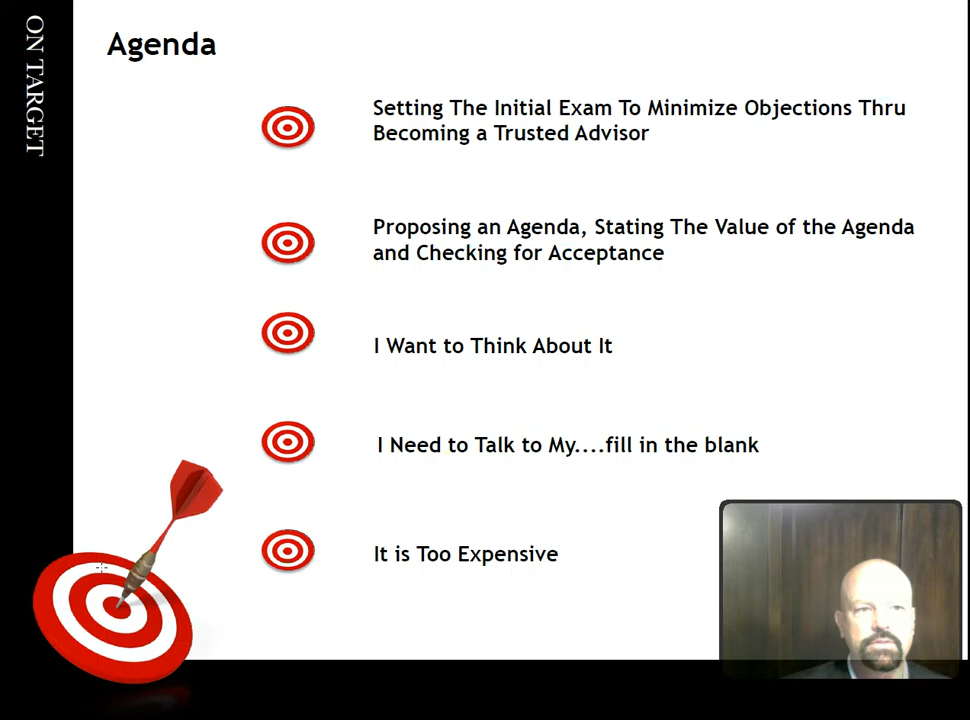 ON TARGET
Agenda
Setting The Initial Exam To Minimize Objections Thru
Becoming a Trusted Advisor
Proposing an Agenda, Stating The Value of the Agenda
and Checking for Acceptance
I Want to Think About It
I Need to Talk to My....fill in the blank
It is Too Expensive